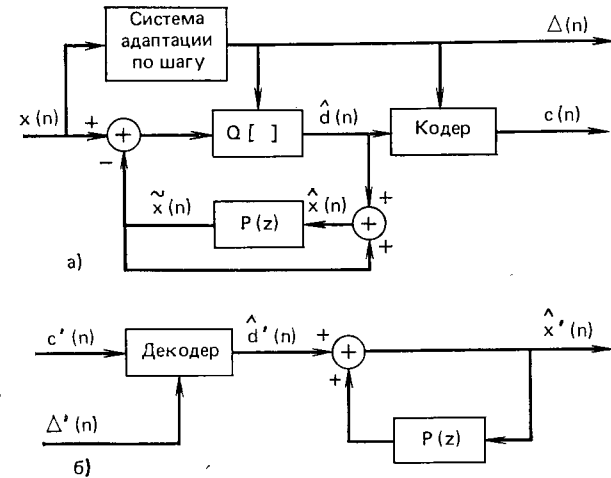 Система
адаптации
по шагу
Δ(n)
x(n)
+
+
−
Q [ ]
d̂(n)
Кодер
c(n)
x̃(n)
P(z)
x̂(n)
+
+
+
а)
c'(n)
Декодер
d̂'(n)
+
+
+
x̂'(n)
Δ'(n)
P(z)
б)